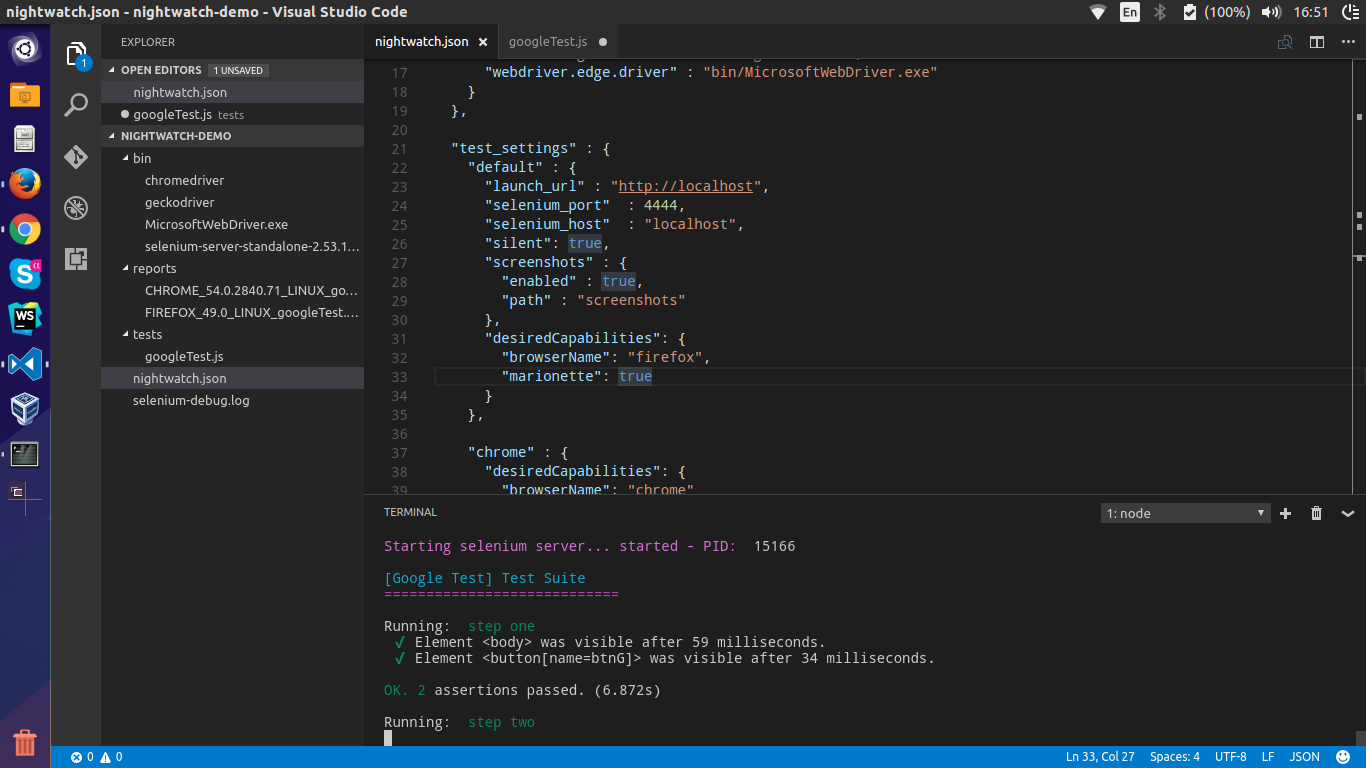 nightwatch.json - nightwatch-demo - Visual Studio Code
En
(100%)
16:51
EXPLORER
OPEN EDITORS 1 UNSAVED
nightwatch.json
googleTest.js tests
NIGHTWATCH-DEMO
bin
chromedriver
geckodriver
MicrosoftWebDriver.exe
selenium-server-standalone-2.53.1...
reports
CHROME_54.0.2840.71_LINUX_go...
FIREFOX_49.0_LINUX_googleTest....
tests
googleTest.js
nightwatch.json
selenium-debug.log
1
WS
nightwatch.json
googleTest.js
17 "webdriver.edge.driver" : "bin/MicrosoftWebDriver.exe"
18 }
19 },
20
21 "test_settings" : {
22 "default" : {
23 "launch_url" : "http://localhost",
24 "selenium_port"  : 4444,
25 "selenium_host"  : "localhost",
26 "silent": true,
27 "screenshots" : {
28 "enabled" : true,
29 "path" : "screenshots"
30 },
31 "desiredCapabilities": {
32 "browserName": "firefox",
33 "marionette": true
34 }
35 },
36
37 "chrome" : {
38 "desiredCapabilities": {
39 "browserName": "chrome"
TERMINAL
1: node
Starting selenium server... started - PID:  15166
[Google Test] Test Suite
============================
Running:  step one
✓ Element <body> was visible after 59 milliseconds.
✓ Element <button[name=btnG]> was visible after 34 milliseconds.
OK. 2 assertions passed. (6.872s)
Running:  step two
0 0
Ln 33, Col 27 Spaces: 4 UTF-8 LF JSON